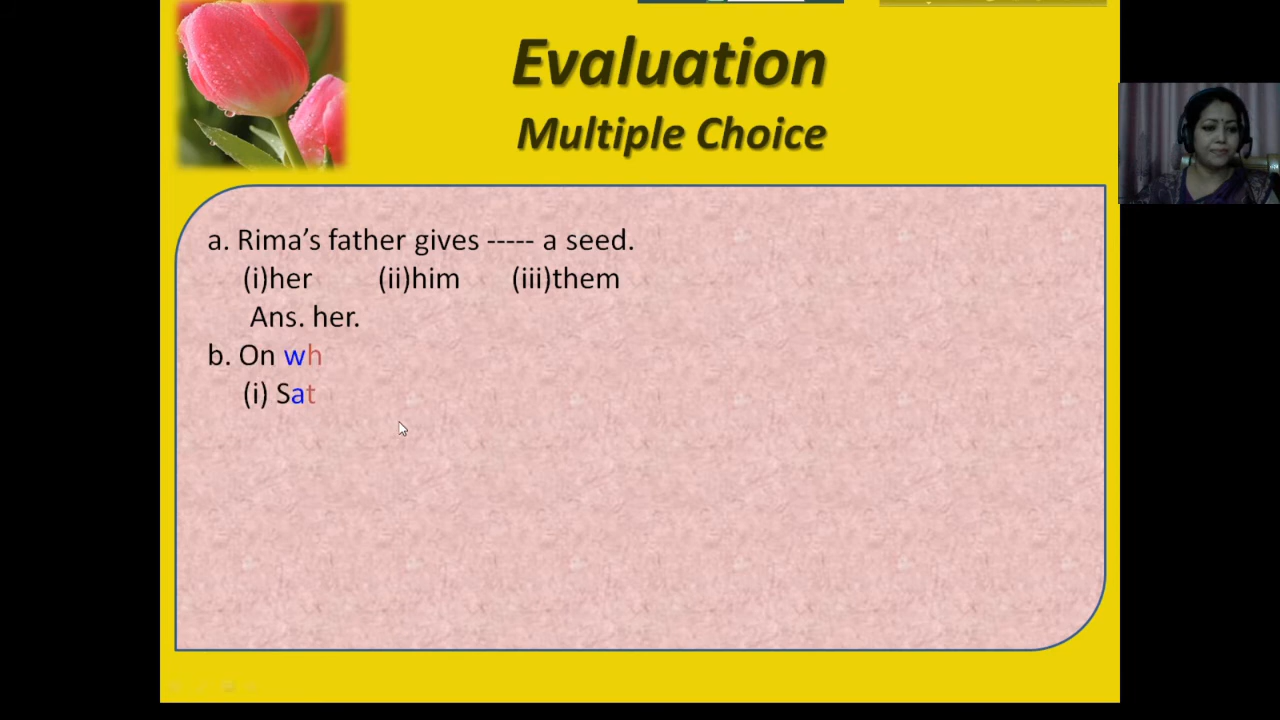 Evaluation
Multiple Choice
a. Rima’s father gives ----- a seed.
(i)her (ii)him (iii)them
Ans. her.
b. On wh
(i) Sat